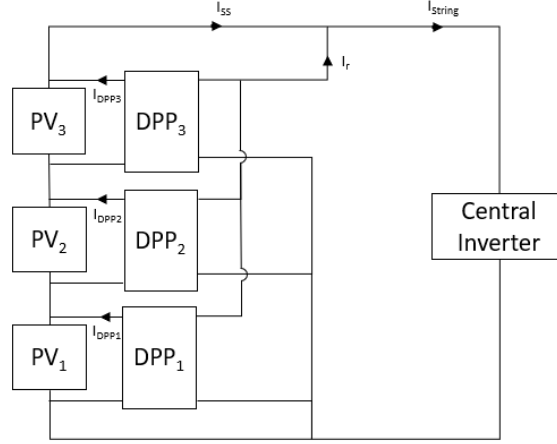 I_SS
I_String
I_r
I_DPP3
PV_3
DPP_3
I_DPP2
PV_2
DPP_2
Central
Inverter
I_DPP1
PV_1
DPP_1